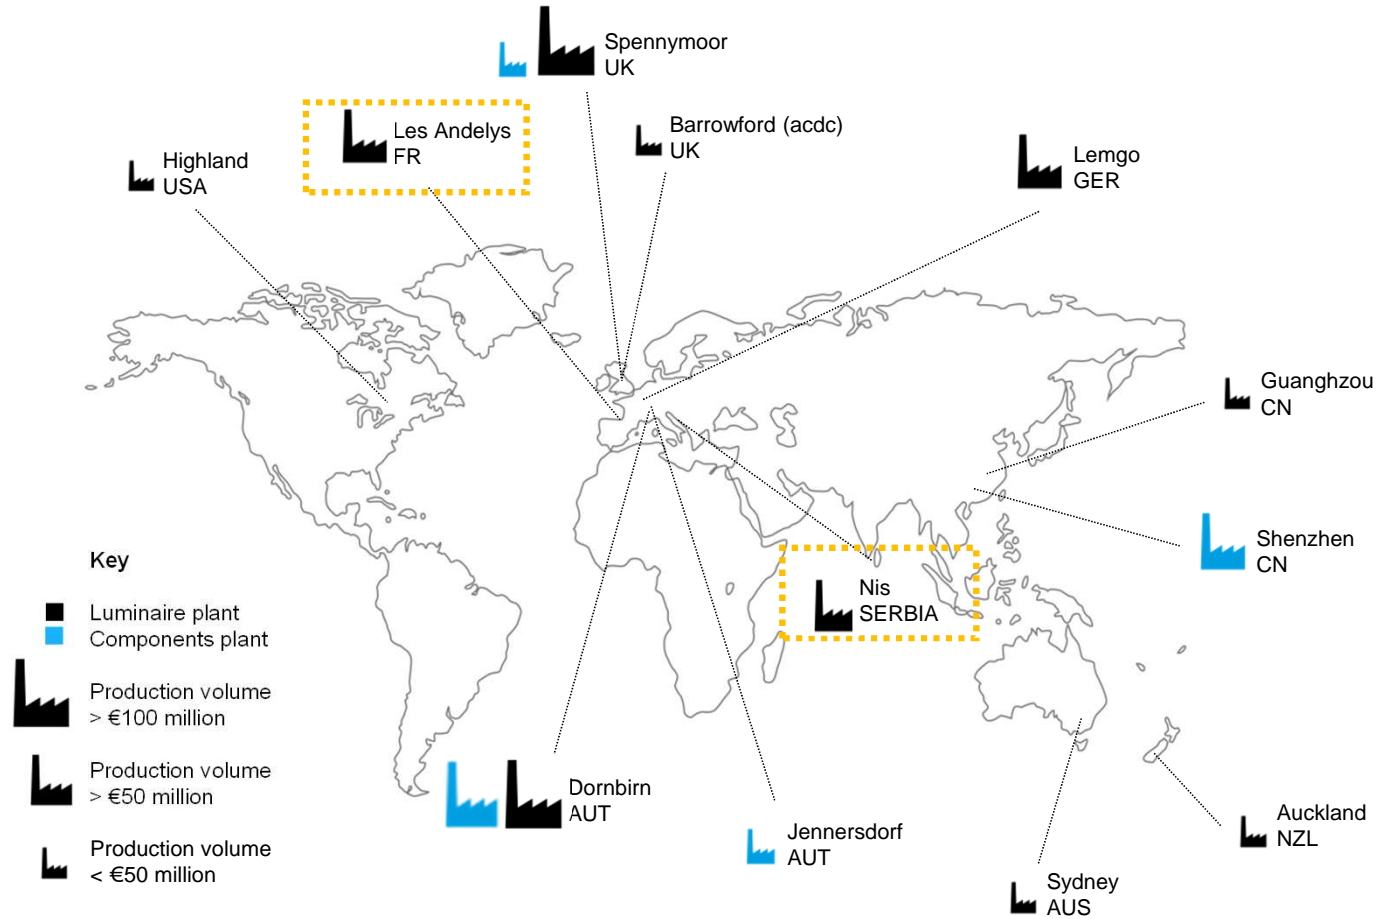 Spennymoor
UK
Les Andelys
FR
Barrowford (acdc)
UK
Highland
USA
Lemgo
GER
Guanghzou
CN
Shenzhen
CN
Key
Luminaire plant
Components plant
Nis
SERBIA
Production volume
> €100 million
Production volume
> €50 million
Production volume
< €50 million
Dornbirn
AUT
Jennersdorf
AUT
Auckland
NZL
Sydney
AUS